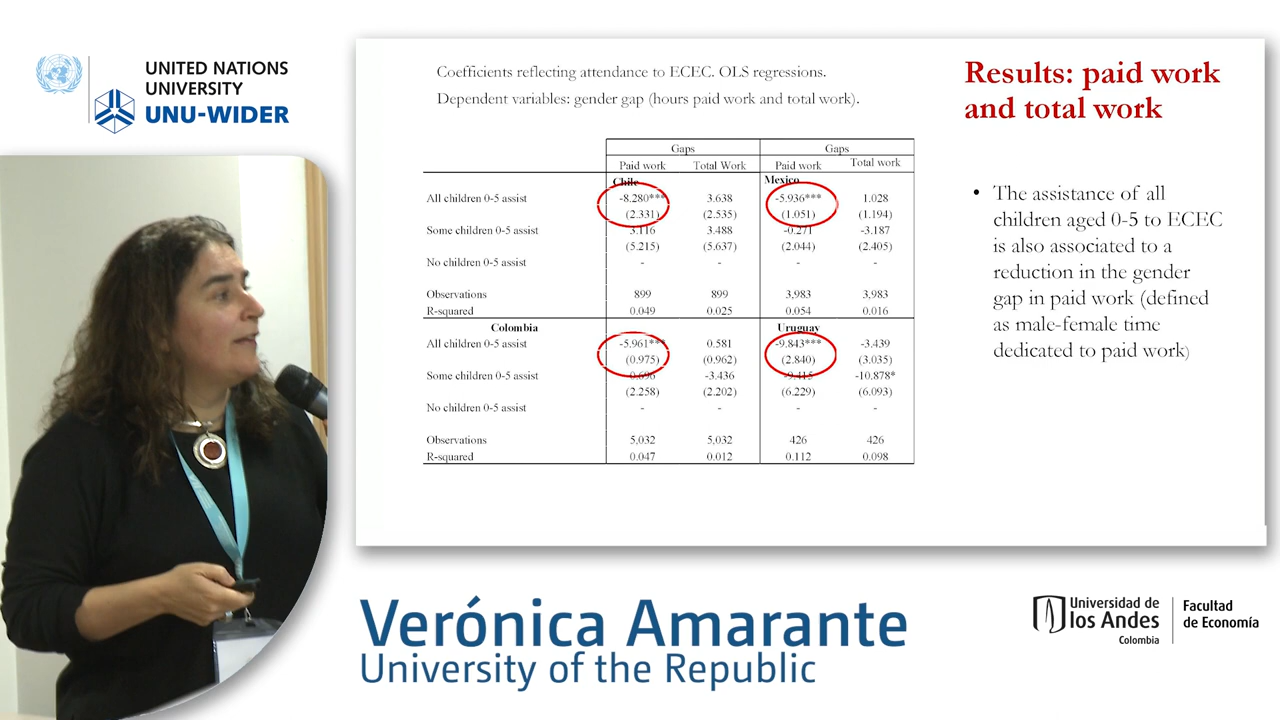 UNITED NATIONS
UNIVERSITY
UNU-WIDER
Coefficients reflecting attendance to ECEC. OLS regressions.
Dependent variables: gender gap (hours paid work and total work).
Gaps Gaps
Paid work Total Work Paid work Total work
Chile Mexico
All children 0-5 assist -8.280*** 3.638 -5.936*** 1.028
(2.331) (2.535) (1.051) (1.194)
Some children 0-5 assist 3.116 3.488 -0.271 -3.187
(5.215) (5.637) (2.044) (2.405)
No children 0-5 assist - - - -
Observations 899 899 3,983 3,983
R-squared 0.049 0.025 0.054 0.016
Colombia Uruguay
All children 0-5 assist -5.961*** 0.581 -9.843*** -3.439
(0.975) (0.962) (2.840) (3.035)
Some children 0-5 assist 0.696 -3.436 -9.415 -10.878*
(2.258) (2.202) (6.229) (6.093)
No children 0-5 assist - - - -
Observations 5,032 5,032 426 426
R-squared 0.047 0.012 0.112 0.098
Results: paid work
and total work
• The assistance of all
children aged 0-5 to ECEC
is also associated to a
reduction in the gender
gap in paid work (defined
as male-female time
dedicated to paid work)
Verónica Amarante
University of the Republic
Universidad de
los Andes
Colombia
Facultad
de Economía